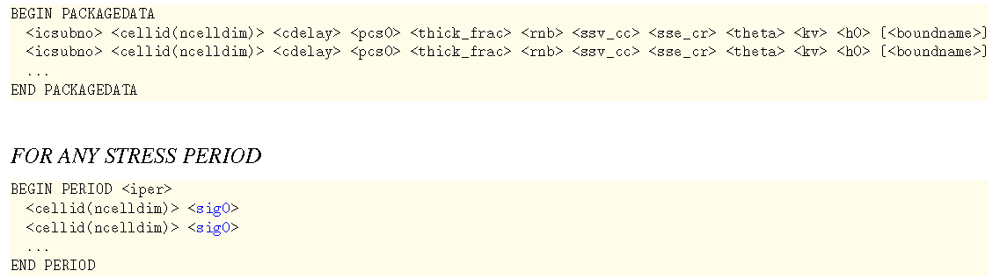 BEGIN PACKAGEDATA
<icsubno> <cellid(ncelldim)> <cdelay> <pcs0> <thick_frac> <rnb> <ssv_cc> <sse_cr> <theta> <kv> <h0> [<boundname>]
<icsubno> <cellid(ncelldim)> <cdelay> <pcs0> <thick_frac> <rnb> <ssv_cc> <sse_cr> <theta> <kv> <h0> [<boundname>]
...
END PACKAGEDATA
FOR ANY STRESS PERIOD
BEGIN PERIOD <iper>
<cellid(ncelldim)> <sig0>
<cellid(ncelldim)> <sig0>
...
END PERIOD